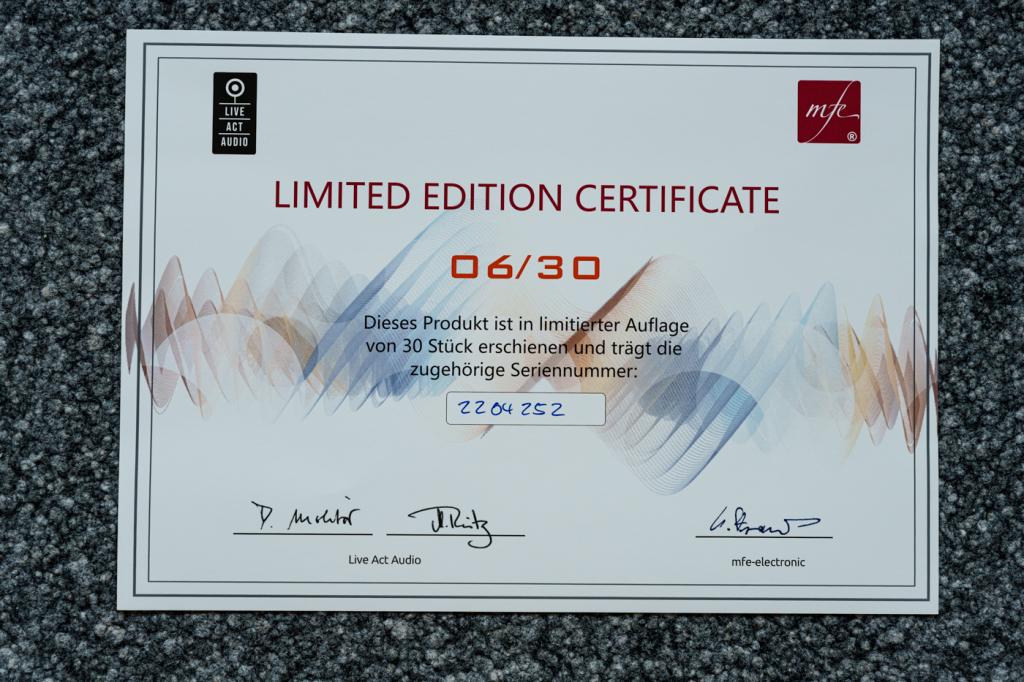 LIVE
ACT
AUDIO
mfe
®
LIMITED EDITION CERTIFICATE
06/30
Dieses Produkt ist in limitierter Auflage
von 30 Stück erschienen und trägt die
zugehörige Seriennummer:
2204252
Live Act Audio
mfe-electronic